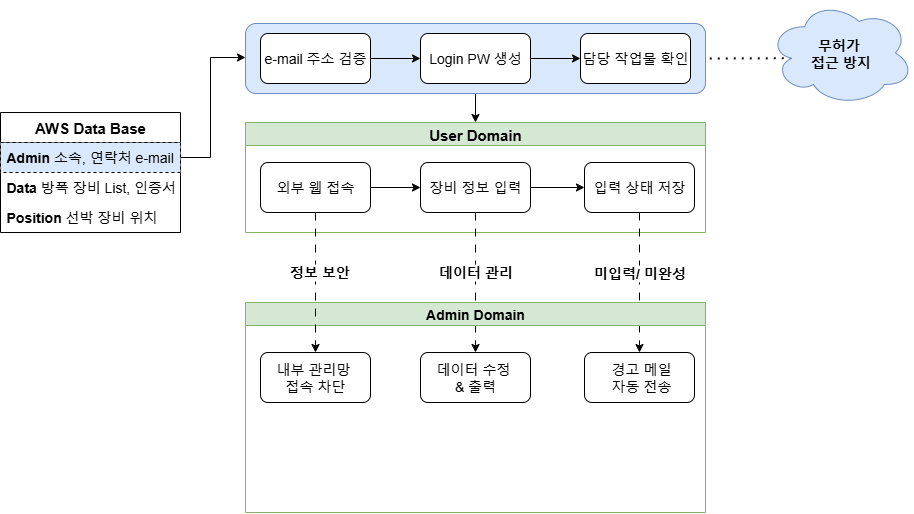 무허가
접근 방지
e-mail 주소 검증
Login PW 생성
담당 작업물 확인
AWS Data Base
Admin 소속, 연락처 e-mail
Data 방폭 장비 List, 인증서
Position 선박 장비 위치
User Domain
외부 웹 접속
장비 정보 입력
입력 상태 저장
정보 보안
데이터 관리
미입력/ 미완성
Admin Domain
내부 관리망
접속 차단
데이터 수정
& 출력
경고 메일
자동 전송